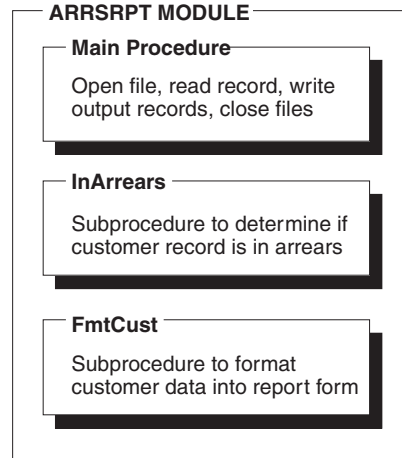 ARRSRPT MODULE
Main Procedure
Open file, read record, write
output records, close files
InArrears
Subprocedure to determine if
customer record is in arrears
FmtCust
Subprocedure to format
customer data into report form